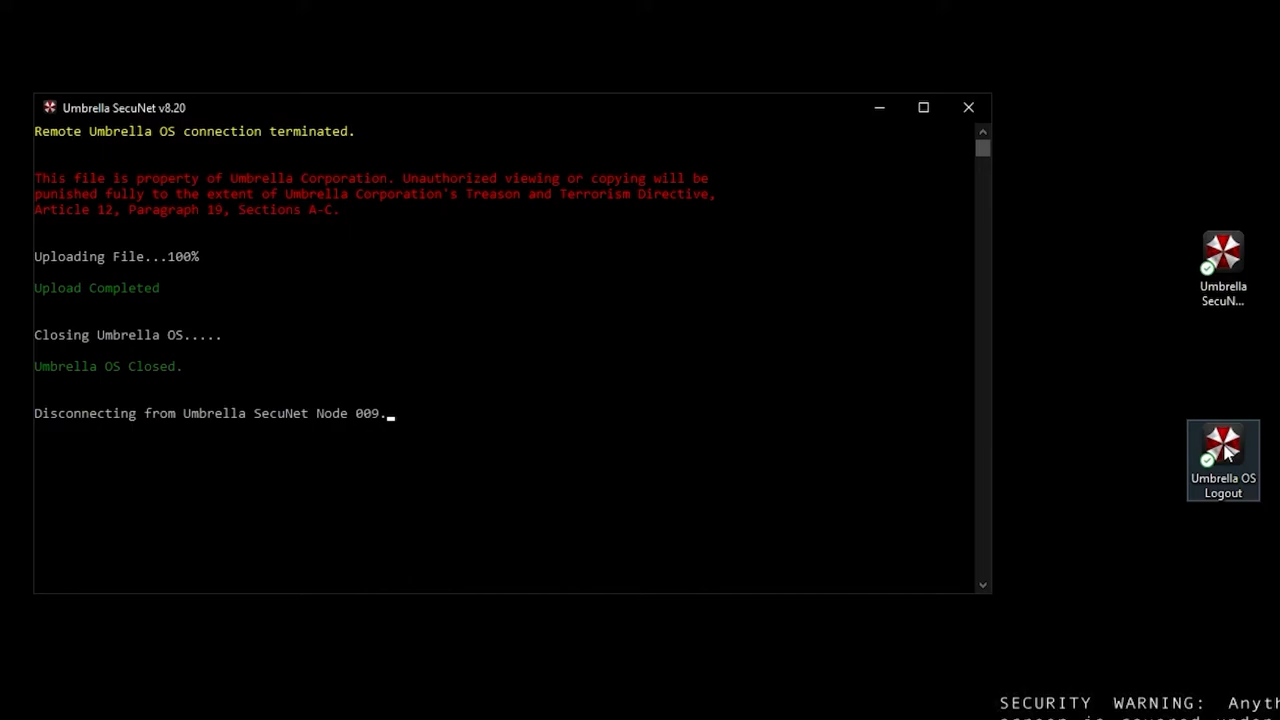 Umbrella SecuNet v8.20
Remote Umbrella OS connection terminated.
This file is property of Umbrella Corporation. Unauthorized viewing or copying will be
punished fully to the extent of Umbrella Corporation's Treason and Terrorism Directive,
Article 12, Paragraph 19, Sections A-C.
Uploading File...100%
Upload Completed
Closing Umbrella OS.....
Umbrella OS Closed.
Disconnecting from Umbrella SecuNet Node 009.
Umbrella
SecuN...
Umbrella OS
Logout
SECURITY WARNING: Anyth